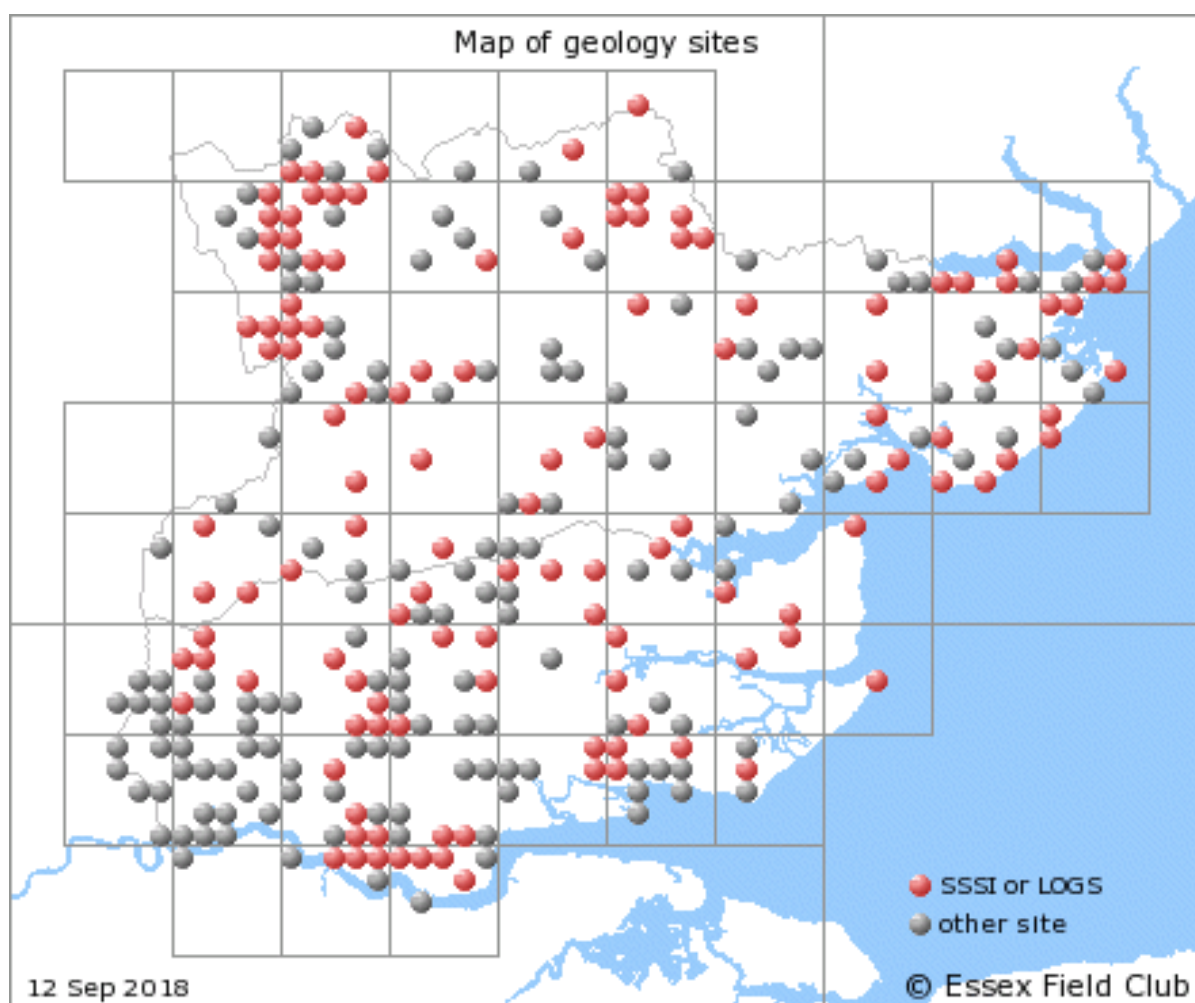 Map of geology sites
SSSI or LOGS
other site
12 Sep 2018
© Essex Field Club